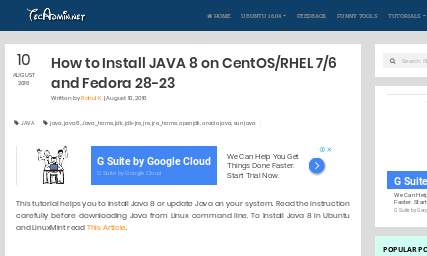 TecAdmin.net
HOME UBUNTU 16.04 FEEDBACK FUNNY TOOLS TUTORIALS
10
AUGUST
2016
How to Install JAVA 8 on CentOS/RHEL 7/6
and Fedora 28-23
Written by Rahul K. | August 10, 2016
Search
JAVA java, java 8, Java_home, jdk, jdk-jre, jre, jre_home, openjdk, oracle java, sun java
G Suite by Google Cloud
G Suite by Google Cloud
We Can Help You Get
Things Done Faster.
Start Trial Now.
G Suite
We Can Help
Faster. Start
G Suite by Goog
This tutorial helps you to install Java 8 or update Java on your system. Read the instruction
carefully before downloading Java from Linux command line. To Install Java 8 in Ubuntu
and LinuxMint read This Article.
POPULAR PO